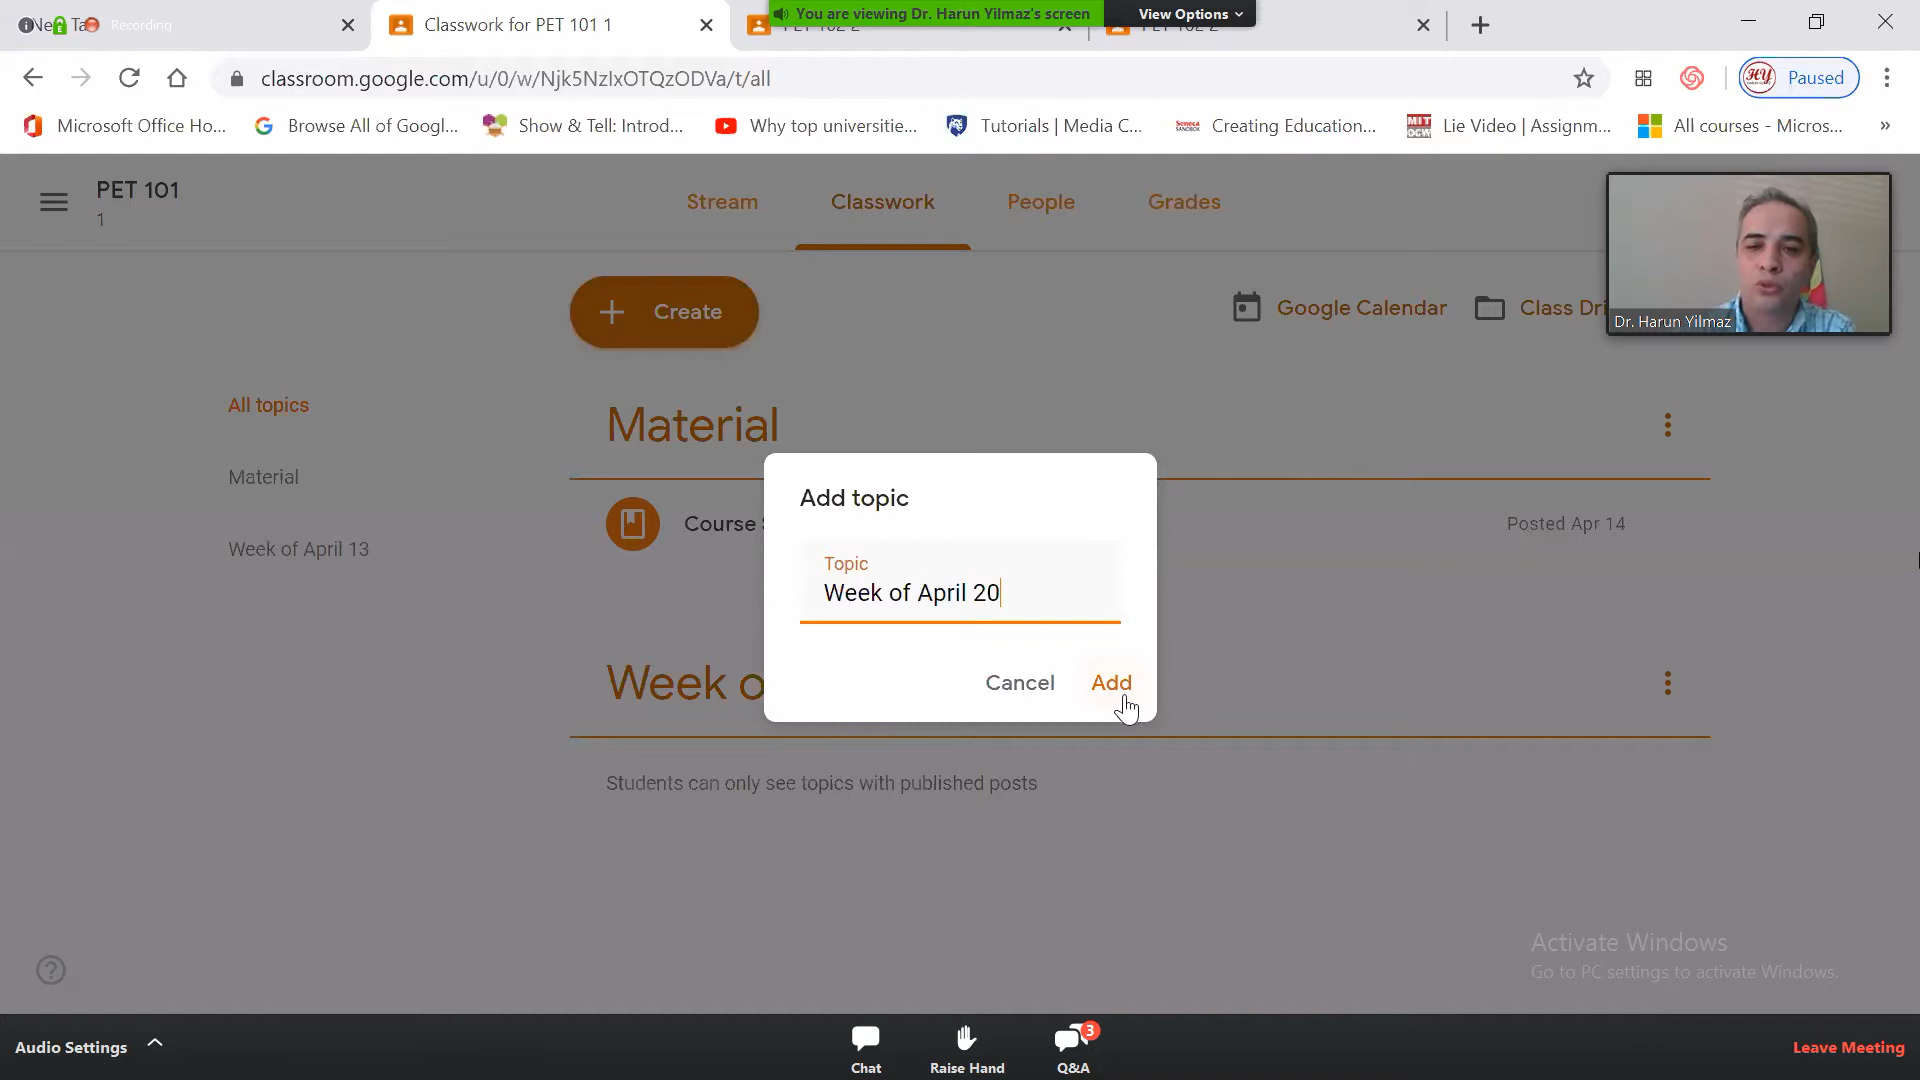 Recording
Classwork for PET 101 1
You are viewing Dr. Harun Yilmaz's screen
View Options
classroom.google.com/u/0/w/Njk5NzIxOTQzODVa/t/all
Paused
Microsoft Office Ho...
Browse All of Googl...
Show & Tell: Introd...
Why top universitie...
Tutorials | Media C...
Creating Education...
Lie Video | Assignm...
All courses - Micros...
»
PET 101
1
Stream
Classwork
People
Grades
Dr. Harun Yilmaz
Create
Google Calendar
Class Dri
All topics
Material
Week of April 13
Material
Course
Posted Apr 14
Add topic
Topic
Week of April 20
Cancel
Add
Week o
Students can only see topics with published posts
Activate Windows
Go to PC settings to activate Windows.
Audio Settings
Chat
Raise Hand
3
Q&A
Leave Meeting